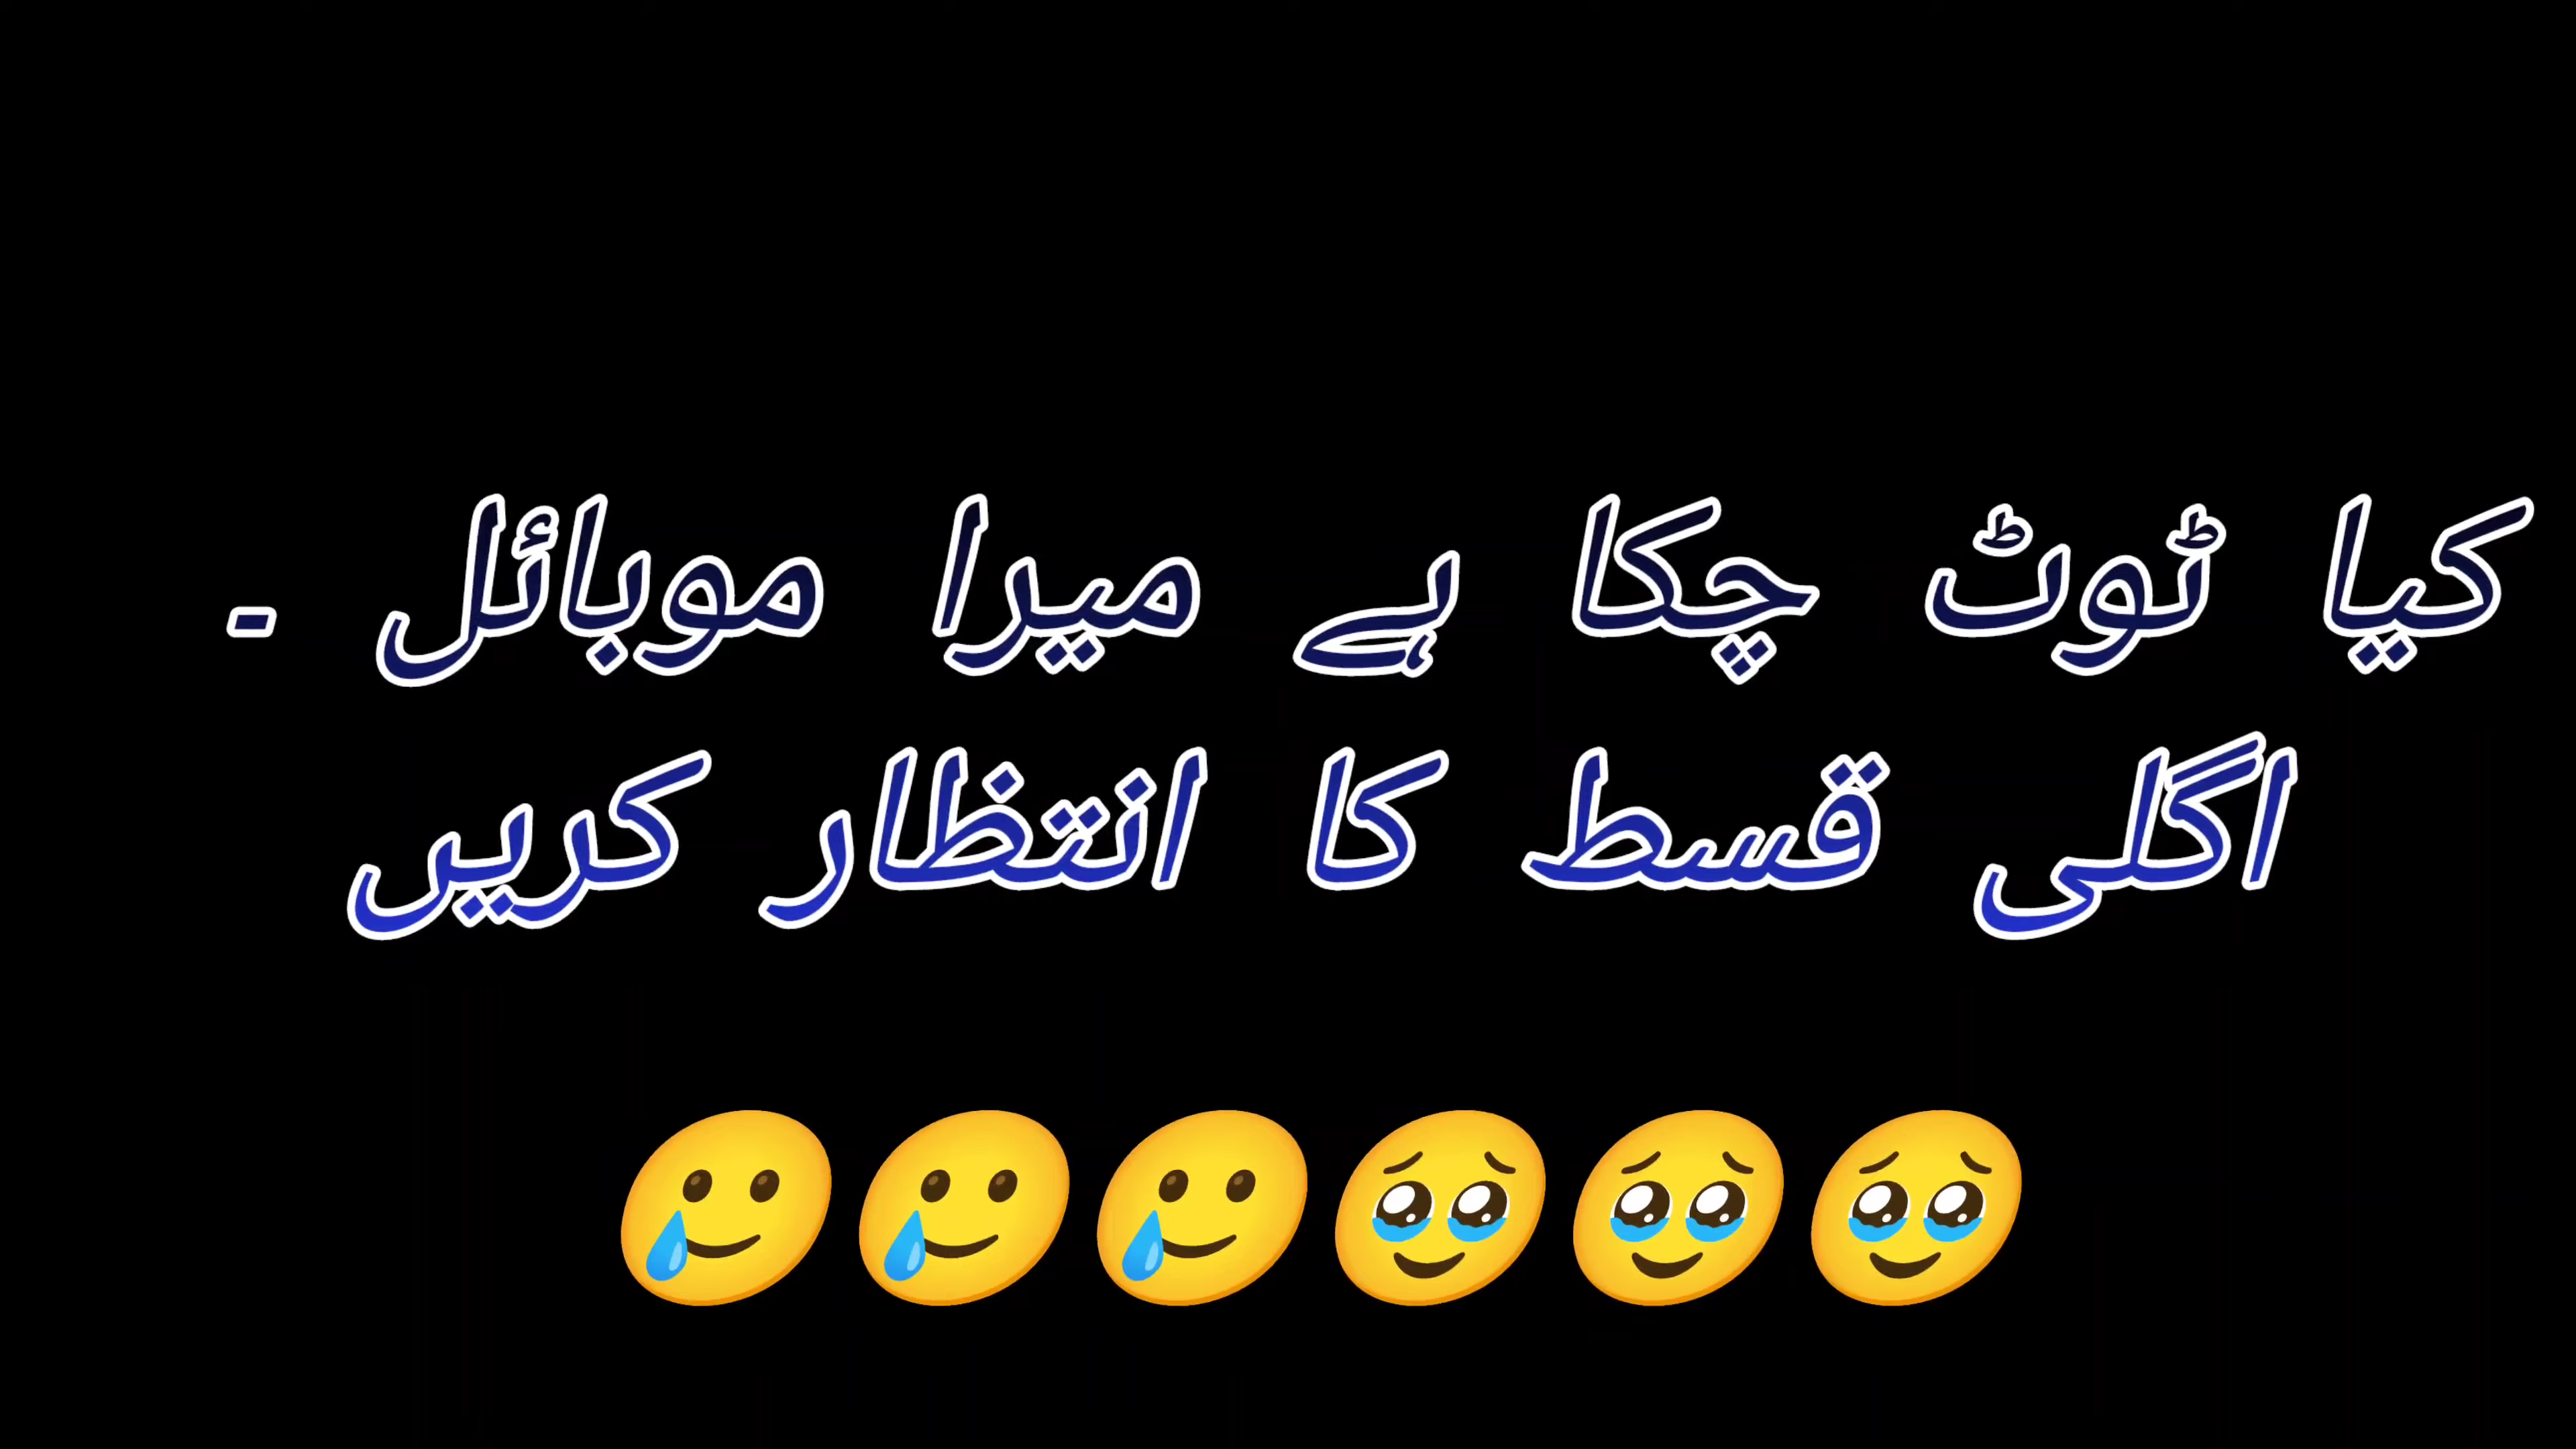 کیا ٹوٹ چکا ہے میرا موبائل ۔
اگلی قسط کا انتظار کریں
🥲🥲🥲🥹🥹🥹